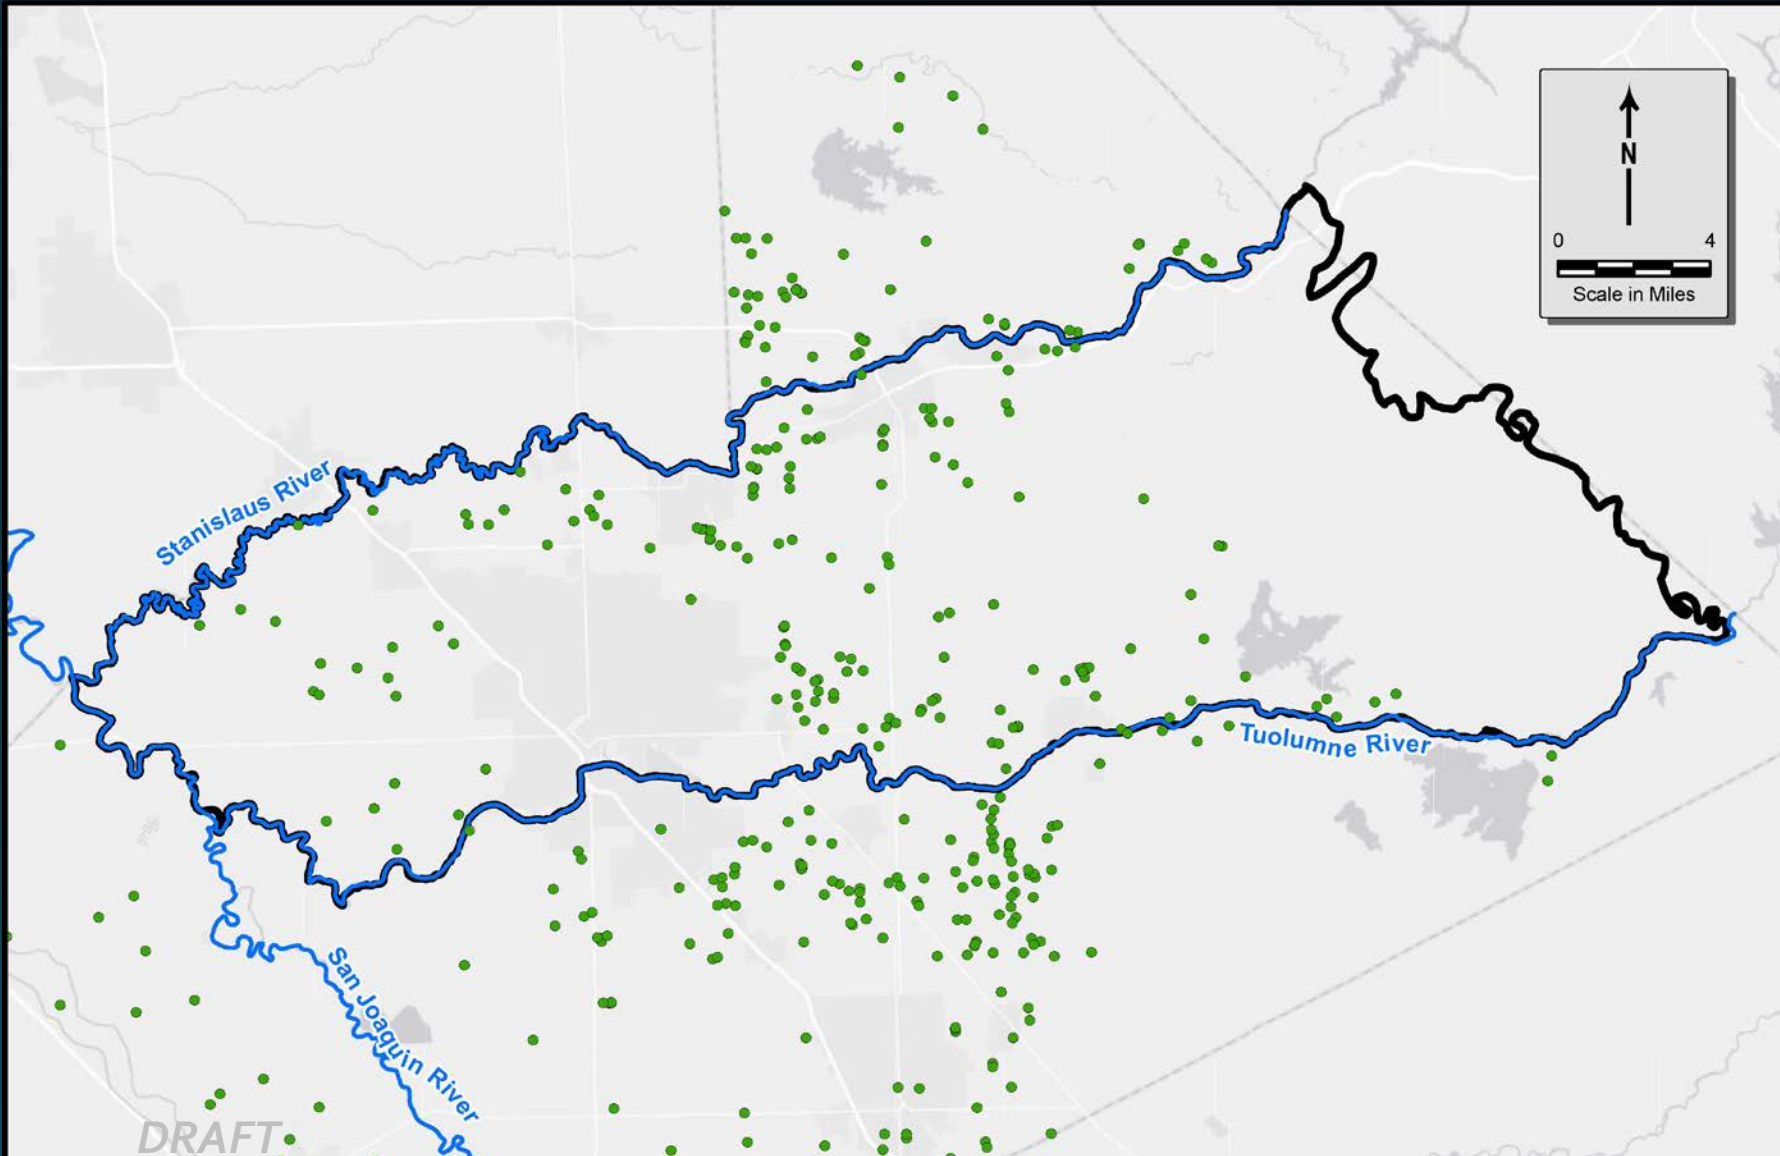 N
0 4
Scale in Miles
Stanislaus River
Tuolumne River
San Joaquin River
DRAFT